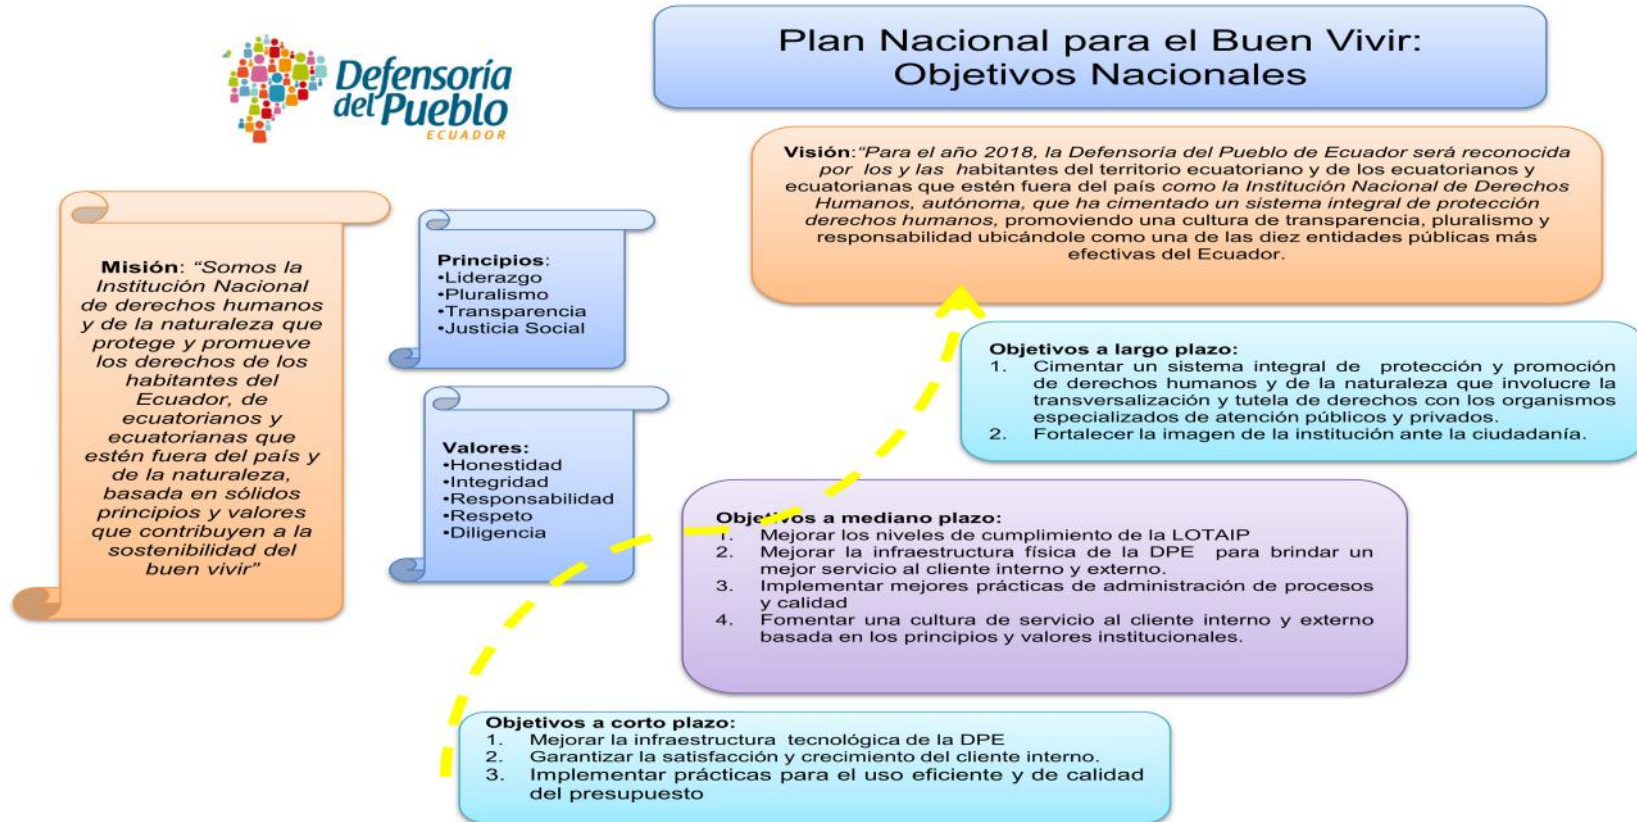 Defensoría
del Pueblo
ECUADOR
Plan Nacional para el Buen Vivir:
Objetivos Nacionales
Visión:“Para el año 2018, la Defensoría del Pueblo de Ecuador será reconocida
por los y las habitantes del territorio ecuatoriano y de los ecuatorianos y
ecuatorianas que estén fuera del país como la Institución Nacional de Derechos
Humanos, autónoma, que ha cimentado un sistema integral de protección
derechos humanos, promoviendo una cultura de transparencia, pluralismo y
responsabilidad ubicándole como una de las diez entidades públicas más
efectivas del Ecuador.
Misión: “Somos la
Institución Nacional
de derechos humanos
y de la naturaleza que
protege y promueve
los derechos de los
habitantes del
Ecuador, de
ecuatorianos y
ecuatorianas que
estén fuera del país y
de la naturaleza,
basada en sólidos
principios y valores
que contribuyen a la
sostenibilidad del
buen vivir”
Principios:
•Liderazgo
•Pluralismo
•Transparencia
•Justicia Social
Valores:
•Honestidad
•Integridad
•Responsabilidad
•Respeto
•Diligencia
Objetivos a largo plazo:
1. Cimentar un sistema integral de protección y promoción
de derechos humanos y de la naturaleza que involucre la
transversalización y tutela de derechos con los organismos
especializados de atención públicos y privados.
2. Fortalecer la imagen de la institución ante la ciudadanía.
Objetivos a mediano plazo:
1. Mejorar los niveles de cumplimiento de la LOTAIP
2. Mejorar la infraestructura física de la DPE para brindar un
mejor servicio al cliente interno y externo.
3. Implementar mejores prácticas de administración de procesos
y calidad
4. Fomentar una cultura de servicio al cliente interno y externo
basada en los principios y valores institucionales.
Objetivos a corto plazo:
1. Mejorar la infraestructura tecnológica de la DPE
2. Garantizar la satisfacción y crecimiento del cliente interno.
3. Implementar prácticas para el uso eficiente y de calidad
del presupuesto